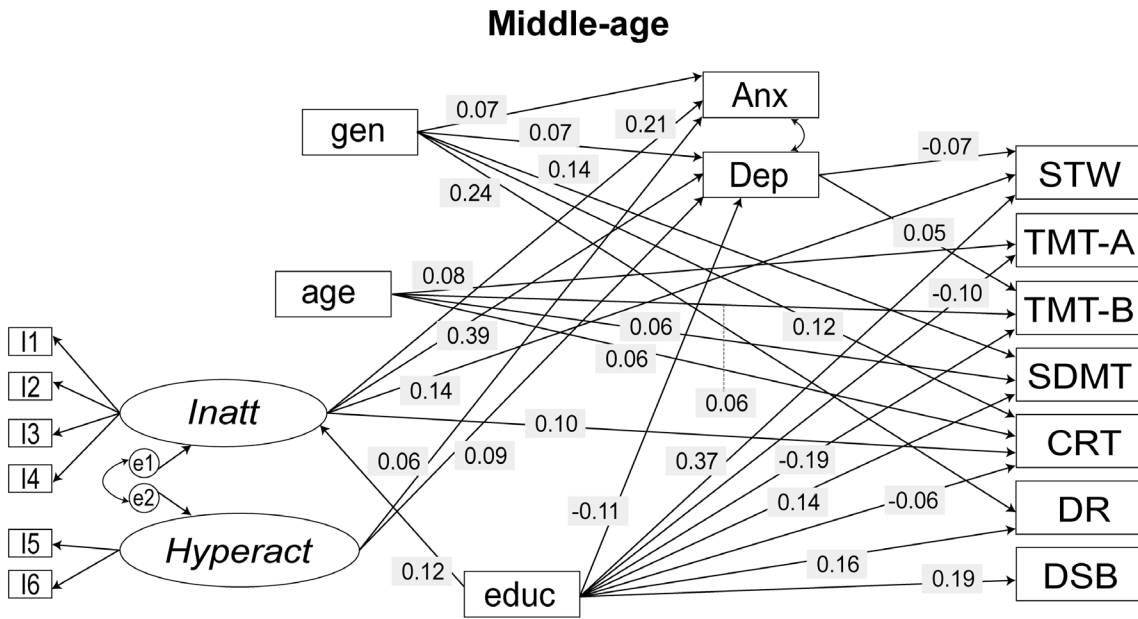 Middle-age
Anx
gen
0.07
0.07
0.21
0.14
0.24
Dep
-0.07
STW
0.05
TMT-A
age
0.08
-0.10
TMT-B
0.39
0.06
0.06
0.12
SDMT
0.14
0.06
I1
I2
I3
I4
Inatt
0.10
CRT
e1
e2
0.06
0.09
0.37
-0.19
0.14
-0.06
DR
I5
I6
Hyperact
-0.11
0.12
educ
0.16
0.19
DSB